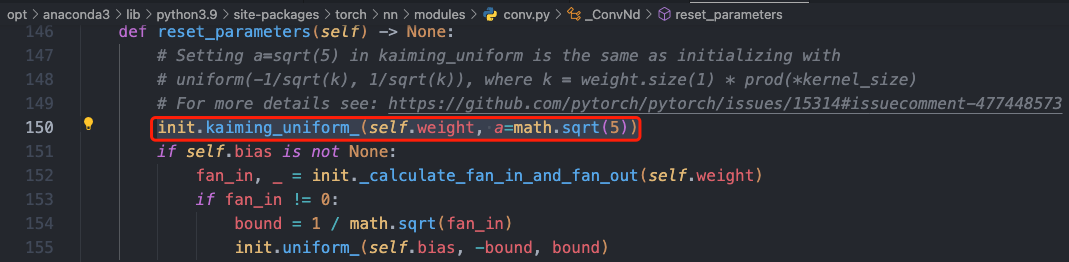 opt > anaconda3 > lib > python3.9 > site-packages > torch > nn > modules > conv.py > _ConvNd > reset_parameters
146 def reset_parameters(self) -> None:
147 # Setting a=sqrt(5) in kaiming_uniform is the same as initializing with
148 # uniform(-1/sqrt(k), 1/sqrt(k)), where k = weight.size(1) * prod(*kernel_size)
149 # For more details see: https://github.com/pytorch/pytorch/issues/15314#issuecomment-477448573
150 init.kaiming_uniform_(self.weight, a=math.sqrt(5))
151 if self.bias is not None:
152 fan_in, _ = init._calculate_fan_in_and_fan_out(self.weight)
153 if fan_in != 0:
154 bound = 1 / math.sqrt(fan_in)
155 init.uniform_(self.bias, -bound, bound)